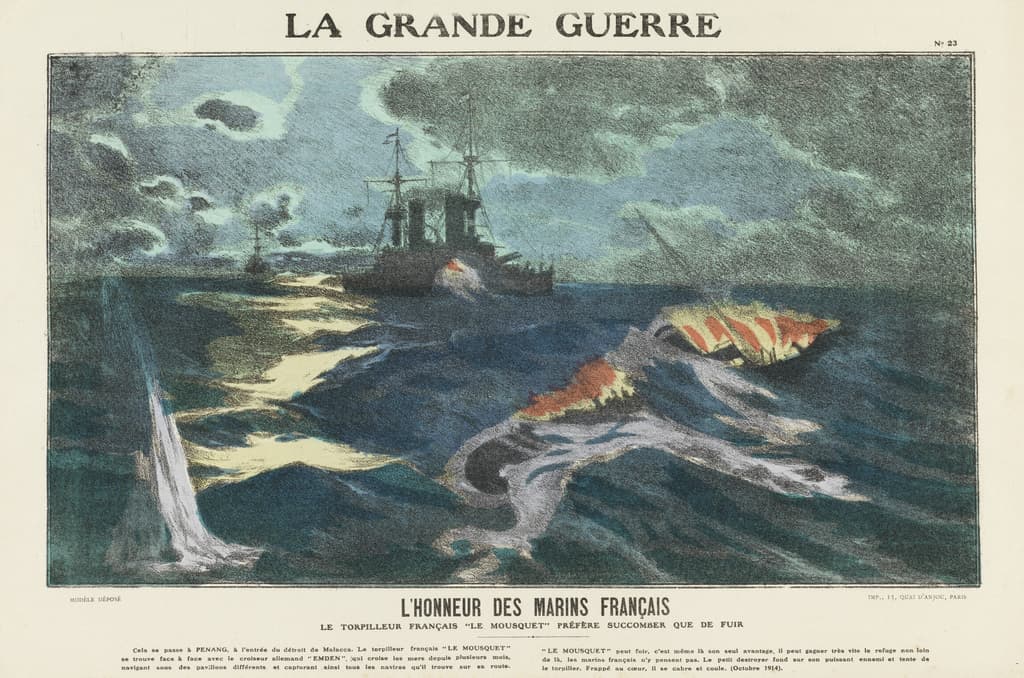 LA GRANDE GUERRE
Nº 23
MODÈLE DÉPOSÉ
IMP., 15, QUAI D'ANJOU, PARIS
L'HONNEUR DES MARINS FRANÇAIS
LE TORPILLEUR FRANÇAIS "LE MOUSQUET" PRÉFÈRE SUCCOMBER QUE DE FUIR
Cela se passe à PENANG, à l'entrée du détroit de Malacca. Le torpilleur français "LE MOUSQUET"
se trouve face à face avec le croiseur allemand "EMDEN", qui croise les mers depuis plusieurs mois,
navigant sous des pavillons différents et capturant ainsi tous les navires qu'il trouve sur sa route.
"LE MOUSQUET" peut fuir, c'est même là son seul avantage, il peut gagner très vite le refuge non loin
de là, les marins français n'y pensent pas. Le petit destroyer fond sur son puissant ennemi et tente de
le torpiller. Frappé au cœur, il se cabre et coule. (Octobre 1914).